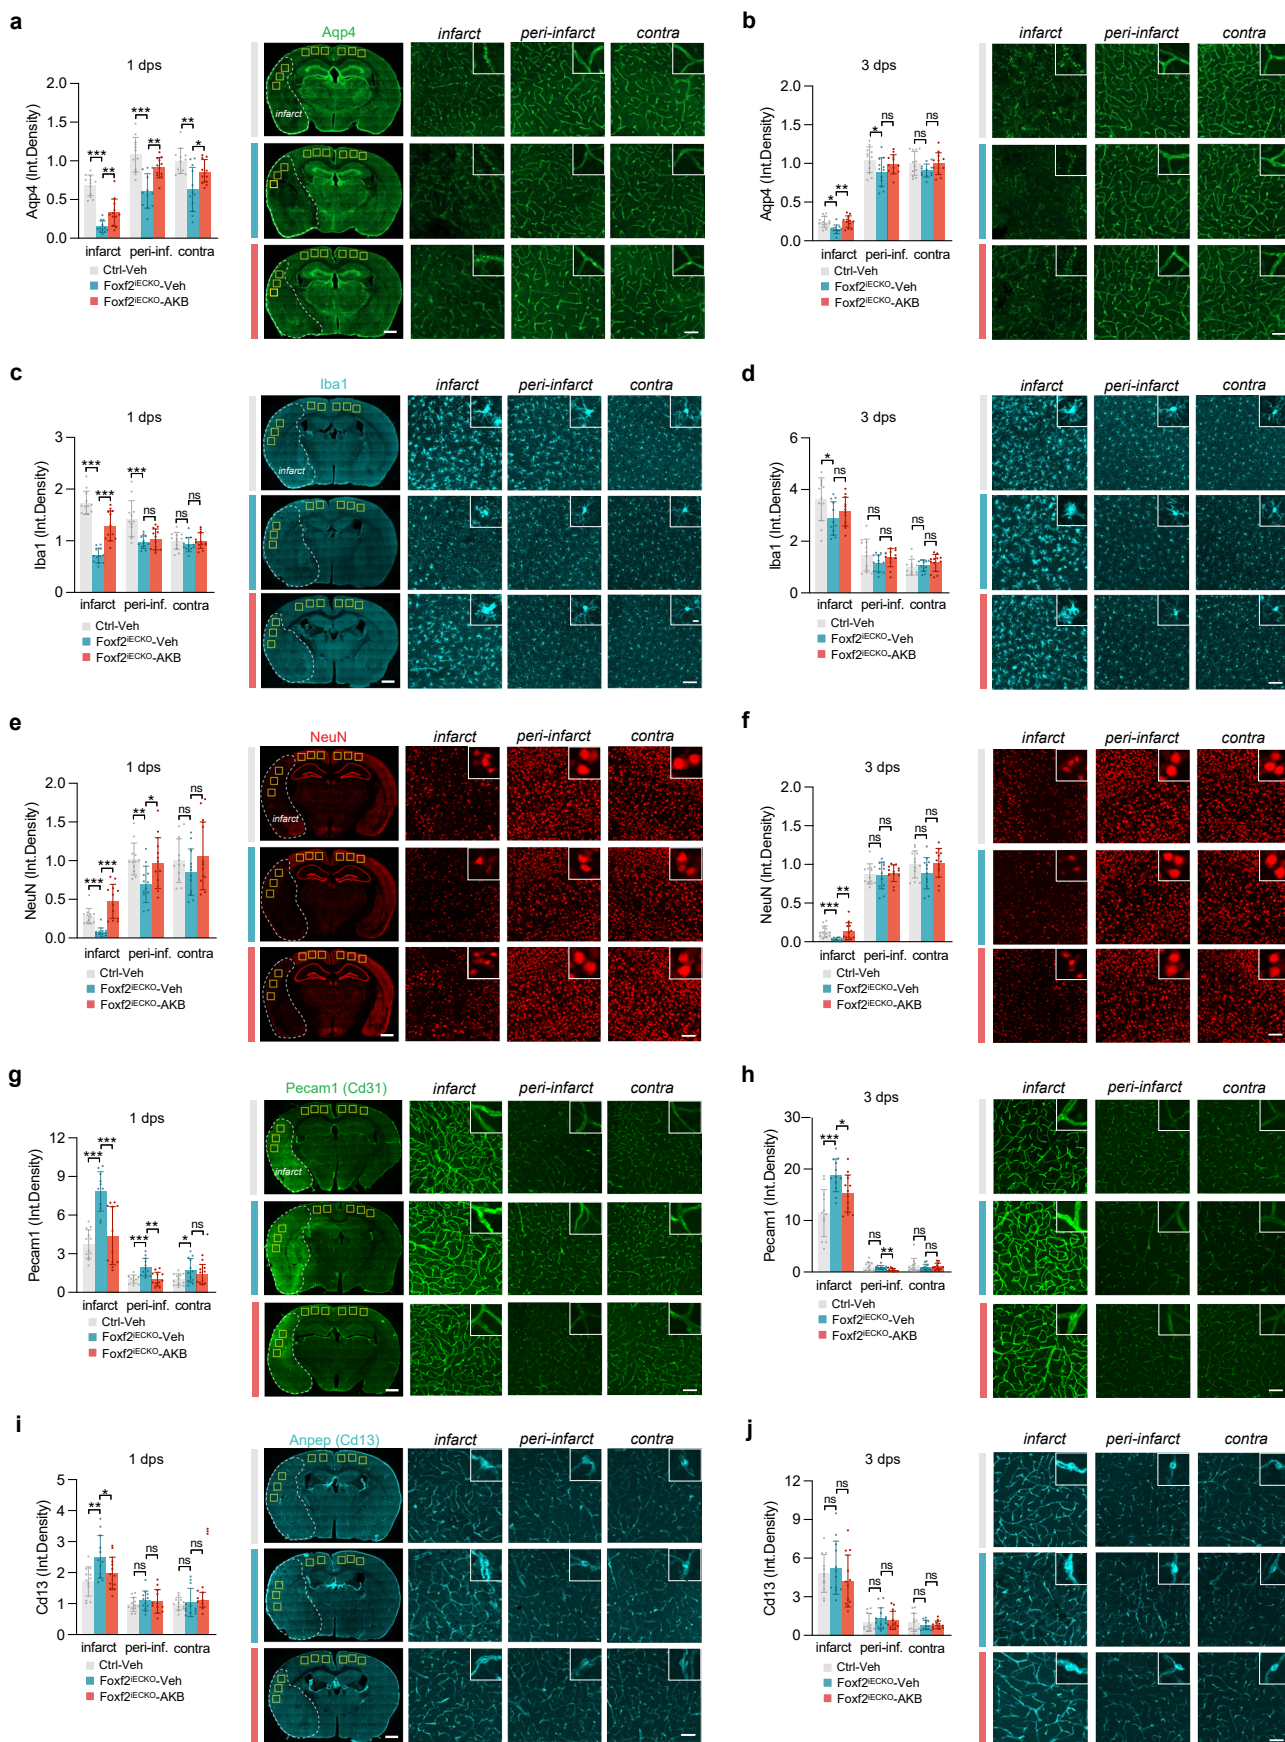 a
1 dps
Aqp4 (Int.Density)
2.0
1.5
1.0
0.5
0.0
*** ** *** ** ** *
infarct peri-inf. contra
Ctrl-Veh
Foxf2iECKO-Veh
Foxf2iECKO-AKB
Aqp4 infarct peri-infarct contra
infarct
b
3 dps
Aqp4 (Int.Density)
2.0
1.5
1.0
0.5
0.0
* ** * ns ns ns
infarct peri-inf. contra
Ctrl-Veh
Foxf2iECKO-Veh
Foxf2iECKO-AKB
infarct peri-infarct contra
c
1 dps
Iba1 (Int.Density)
3
2
1
0
*** *** *** ns ns ns
infarct peri-inf. contra
Ctrl-Veh
Foxf2iECKO-Veh
Foxf2iECKO-AKB
Iba1 infarct peri-infarct contra
infarct
d
3 dps
Iba1 (Int.Density)
6
4
2
0
* ns ns ns ns ns
infarct peri-inf. contra
Ctrl-Veh
Foxf2iECKO-Veh
Foxf2iECKO-AKB
infarct peri-infarct contra
e
1 dps
NeuN (Int.Density)
2.0
1.5
1.0
0.5
0.0
*** *** ** * ns ns
infarct peri-inf. contra
Ctrl-Veh
Foxf2iECKO-Veh
Foxf2iECKO-AKB
NeuN infarct peri-infarct contra
infarct
f
3 dps
NeuN (Int.Density)
2.0
1.5
1.0
0.5
0.0
*** ** ns ns ns ns
infarct peri-inf. contra
Ctrl-Veh
Foxf2iECKO-Veh
Foxf2iECKO-AKB
infarct peri-infarct contra
g
1 dps
Pecam1 (Int.Density)
12
9
6
3
0
*** *** *** ** * ns
infarct peri-inf. contra
Ctrl-Veh
Foxf2iECKO-Veh
Foxf2iECKO-AKB
Pecam1 (Cd31) infarct peri-infarct contra
infarct
h
3 dps
Pecam1 (Int.Density)
30
20
10
0
*** * ns ** ns ns
infarct peri-inf. contra
Ctrl-Veh
Foxf2iECKO-Veh
Foxf2iECKO-AKB
infarct peri-infarct contra
i
1 dps
Cd13 (Int.Density)
5
4
3
2
1
0
** * ns ns ns ns
infarct peri-inf. contra
Ctrl-Veh
Foxf2iECKO-Veh
Foxf2iECKO-AKB
Anpep (Cd13) infarct peri-infarct contra
j
3 dps
Cd13 (Int.Density)
12
9
6
3
0
ns ns ns ns ns ns
infarct peri-inf. contra
Ctrl-Veh
Foxf2iECKO-Veh
Foxf2iECKO-AKB
infarct peri-infarct contra